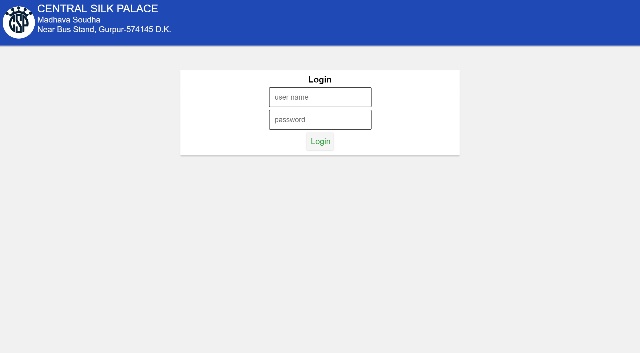 CENTRAL SILK PALACE
Madhava Soudha
Near Bus Stand, Gurpur-574145 D.K.
CSP
Login
user name
password
Login